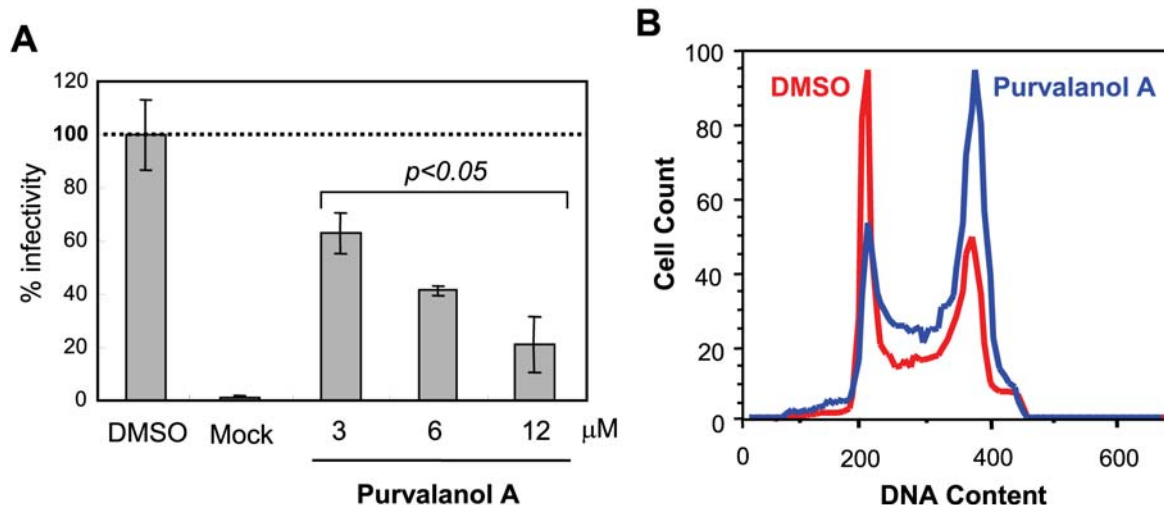 A
% infectivity
120
100
80
60
40
20
0
p<0.05
DMSO Mock 3 6 12 μM
Purvalanol A
B
Cell Count
100
80
60
40
20
0
DMSO Purvalanol A
0 200 400 600
DNA Content